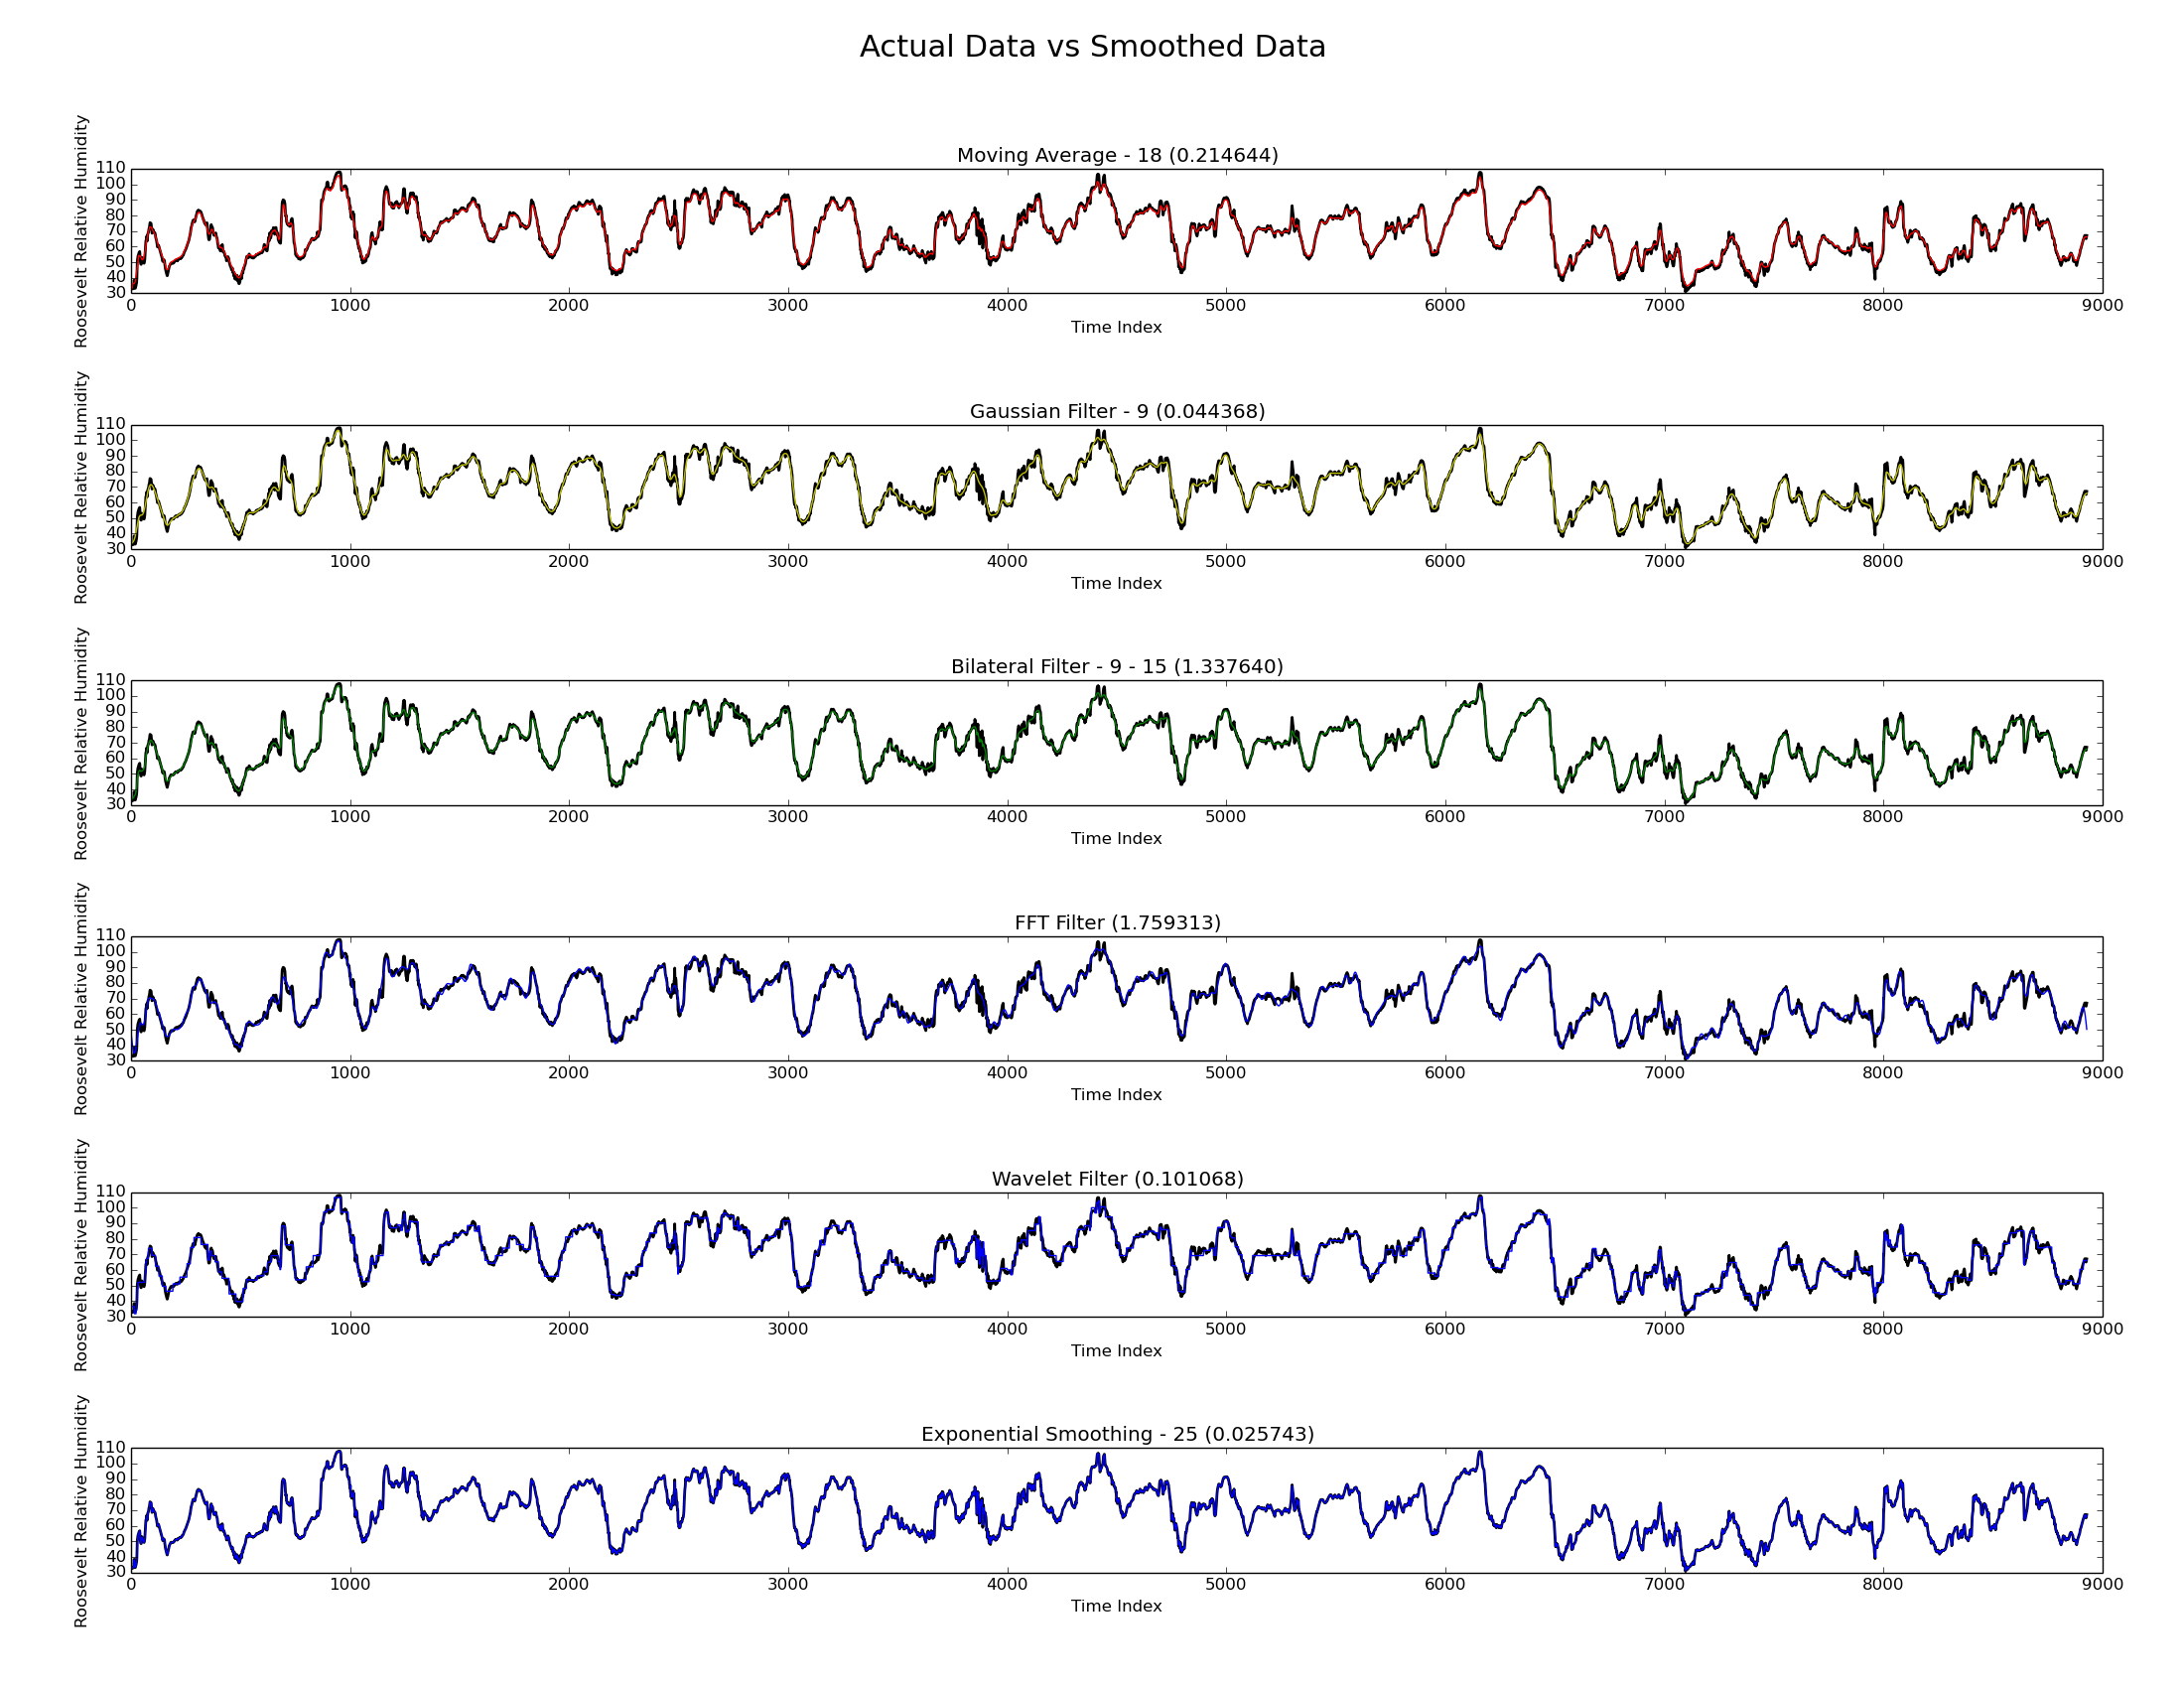 Actual Data vs Smoothed Data
Moving Average - 18 (0.214644)
Roosevelt Relative Humidity
110
100
90
80
70
60
50
40
30
0 1000 2000 3000 4000 5000 6000 7000 8000 9000
Time Index
Gaussian Filter - 9 (0.044368)
Roosevelt Relative Humidity
110
100
90
80
70
60
50
40
30
0 1000 2000 3000 4000 5000 6000 7000 8000 9000
Time Index
Bilateral Filter - 9 - 15 (1.337640)
Roosevelt Relative Humidity
110
100
90
80
70
60
50
40
30
0 1000 2000 3000 4000 5000 6000 7000 8000 9000
Time Index
FFT Filter (1.759313)
Roosevelt Relative Humidity
110
100
90
80
70
60
50
40
30
0 1000 2000 3000 4000 5000 6000 7000 8000 9000
Time Index
Wavelet Filter (0.101068)
Roosevelt Relative Humidity
110
100
90
80
70
60
50
40
30
0 1000 2000 3000 4000 5000 6000 7000 8000 9000
Time Index
Exponential Smoothing - 25 (0.025743)
Roosevelt Relative Humidity
110
100
90
80
70
60
50
40
30
0 1000 2000 3000 4000 5000 6000 7000 8000 9000
Time Index